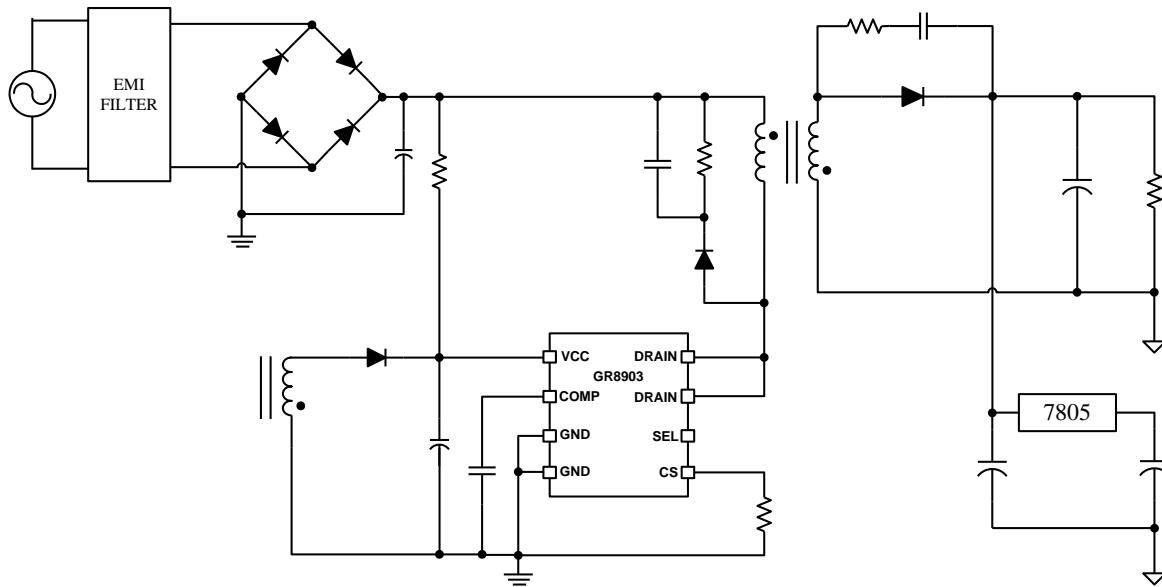 EMI
FILTER
VCC
DRAIN
GR8903
COMP
DRAIN
GND
SEL
GND
CS
7805